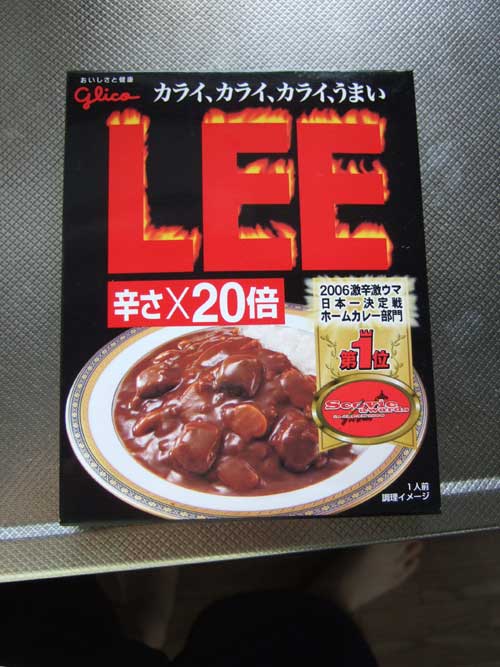 おいしさと健康
glico
カライ、カライ、カライ、うまい
LEE
辛さ×20倍
2006激辛激ウマ
日本一決定戦
ホームカレー部門
第1位
1人前
調理イメージ